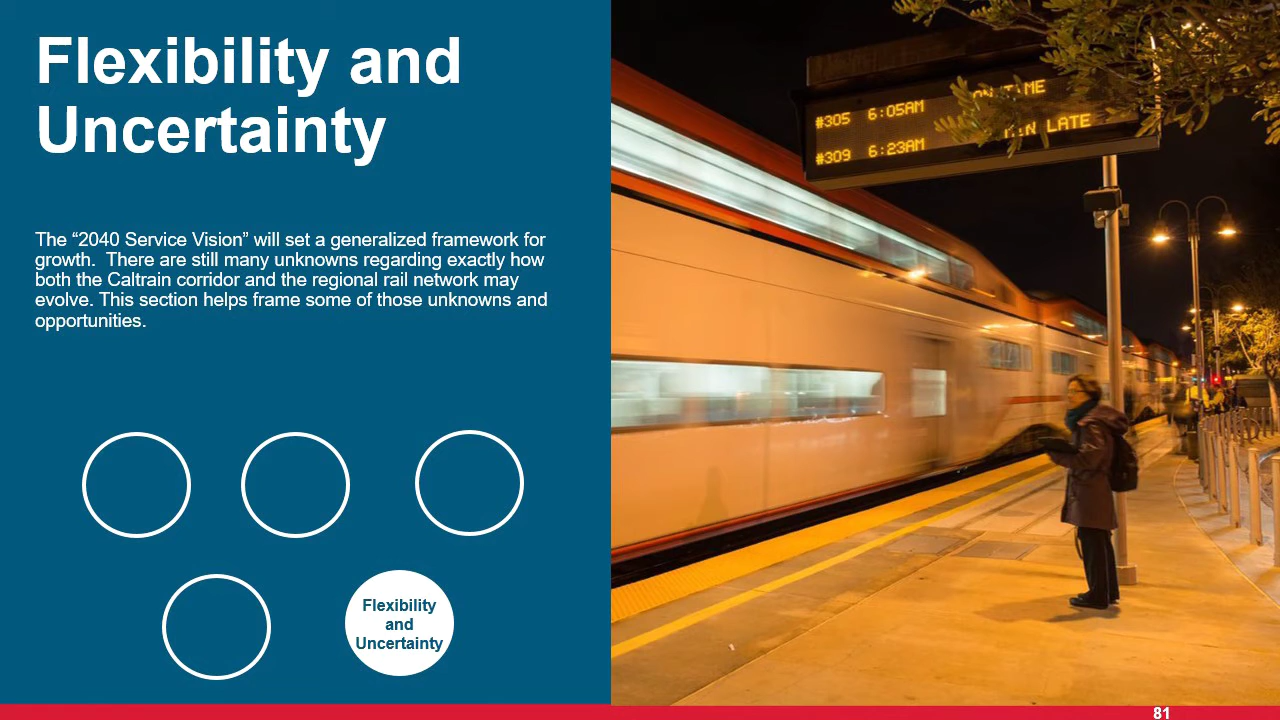 Flexibility and
Uncertainty
The “2040 Service Vision” will set a generalized framework for
growth.  There are still many unknowns regarding exactly how
both the Caltrain corridor and the regional rail network may
evolve. This section helps frame some of those unknowns and
opportunities.
Flexibility
and
Uncertainty
#305 6:05AM ON TIME
#309 6:23AM LATE
81